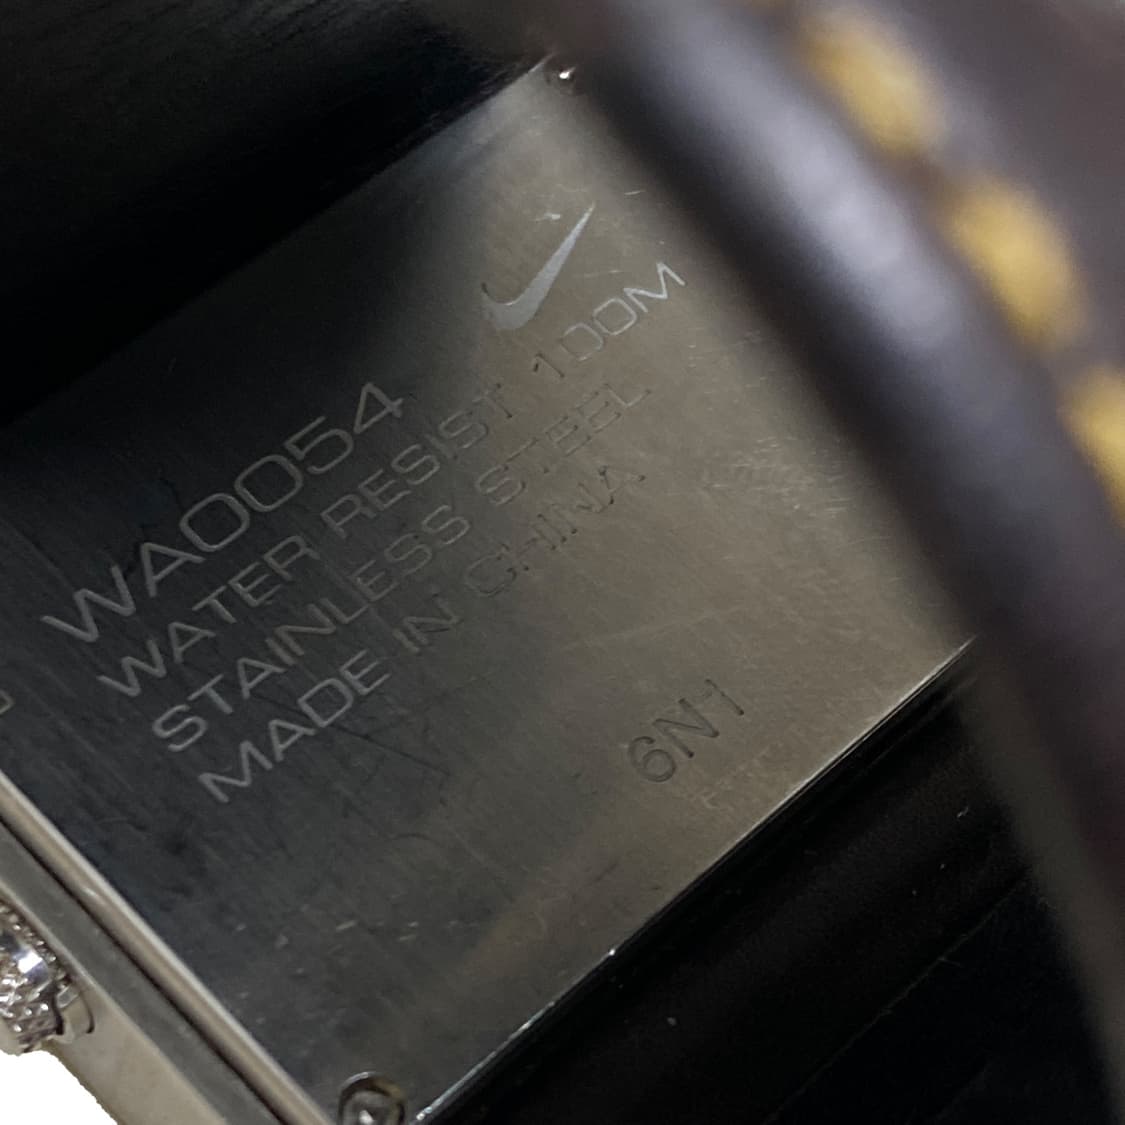 WA0054
WATER RESIST 100M
STAINLESS STEEL
MADE IN CHINA
6N1